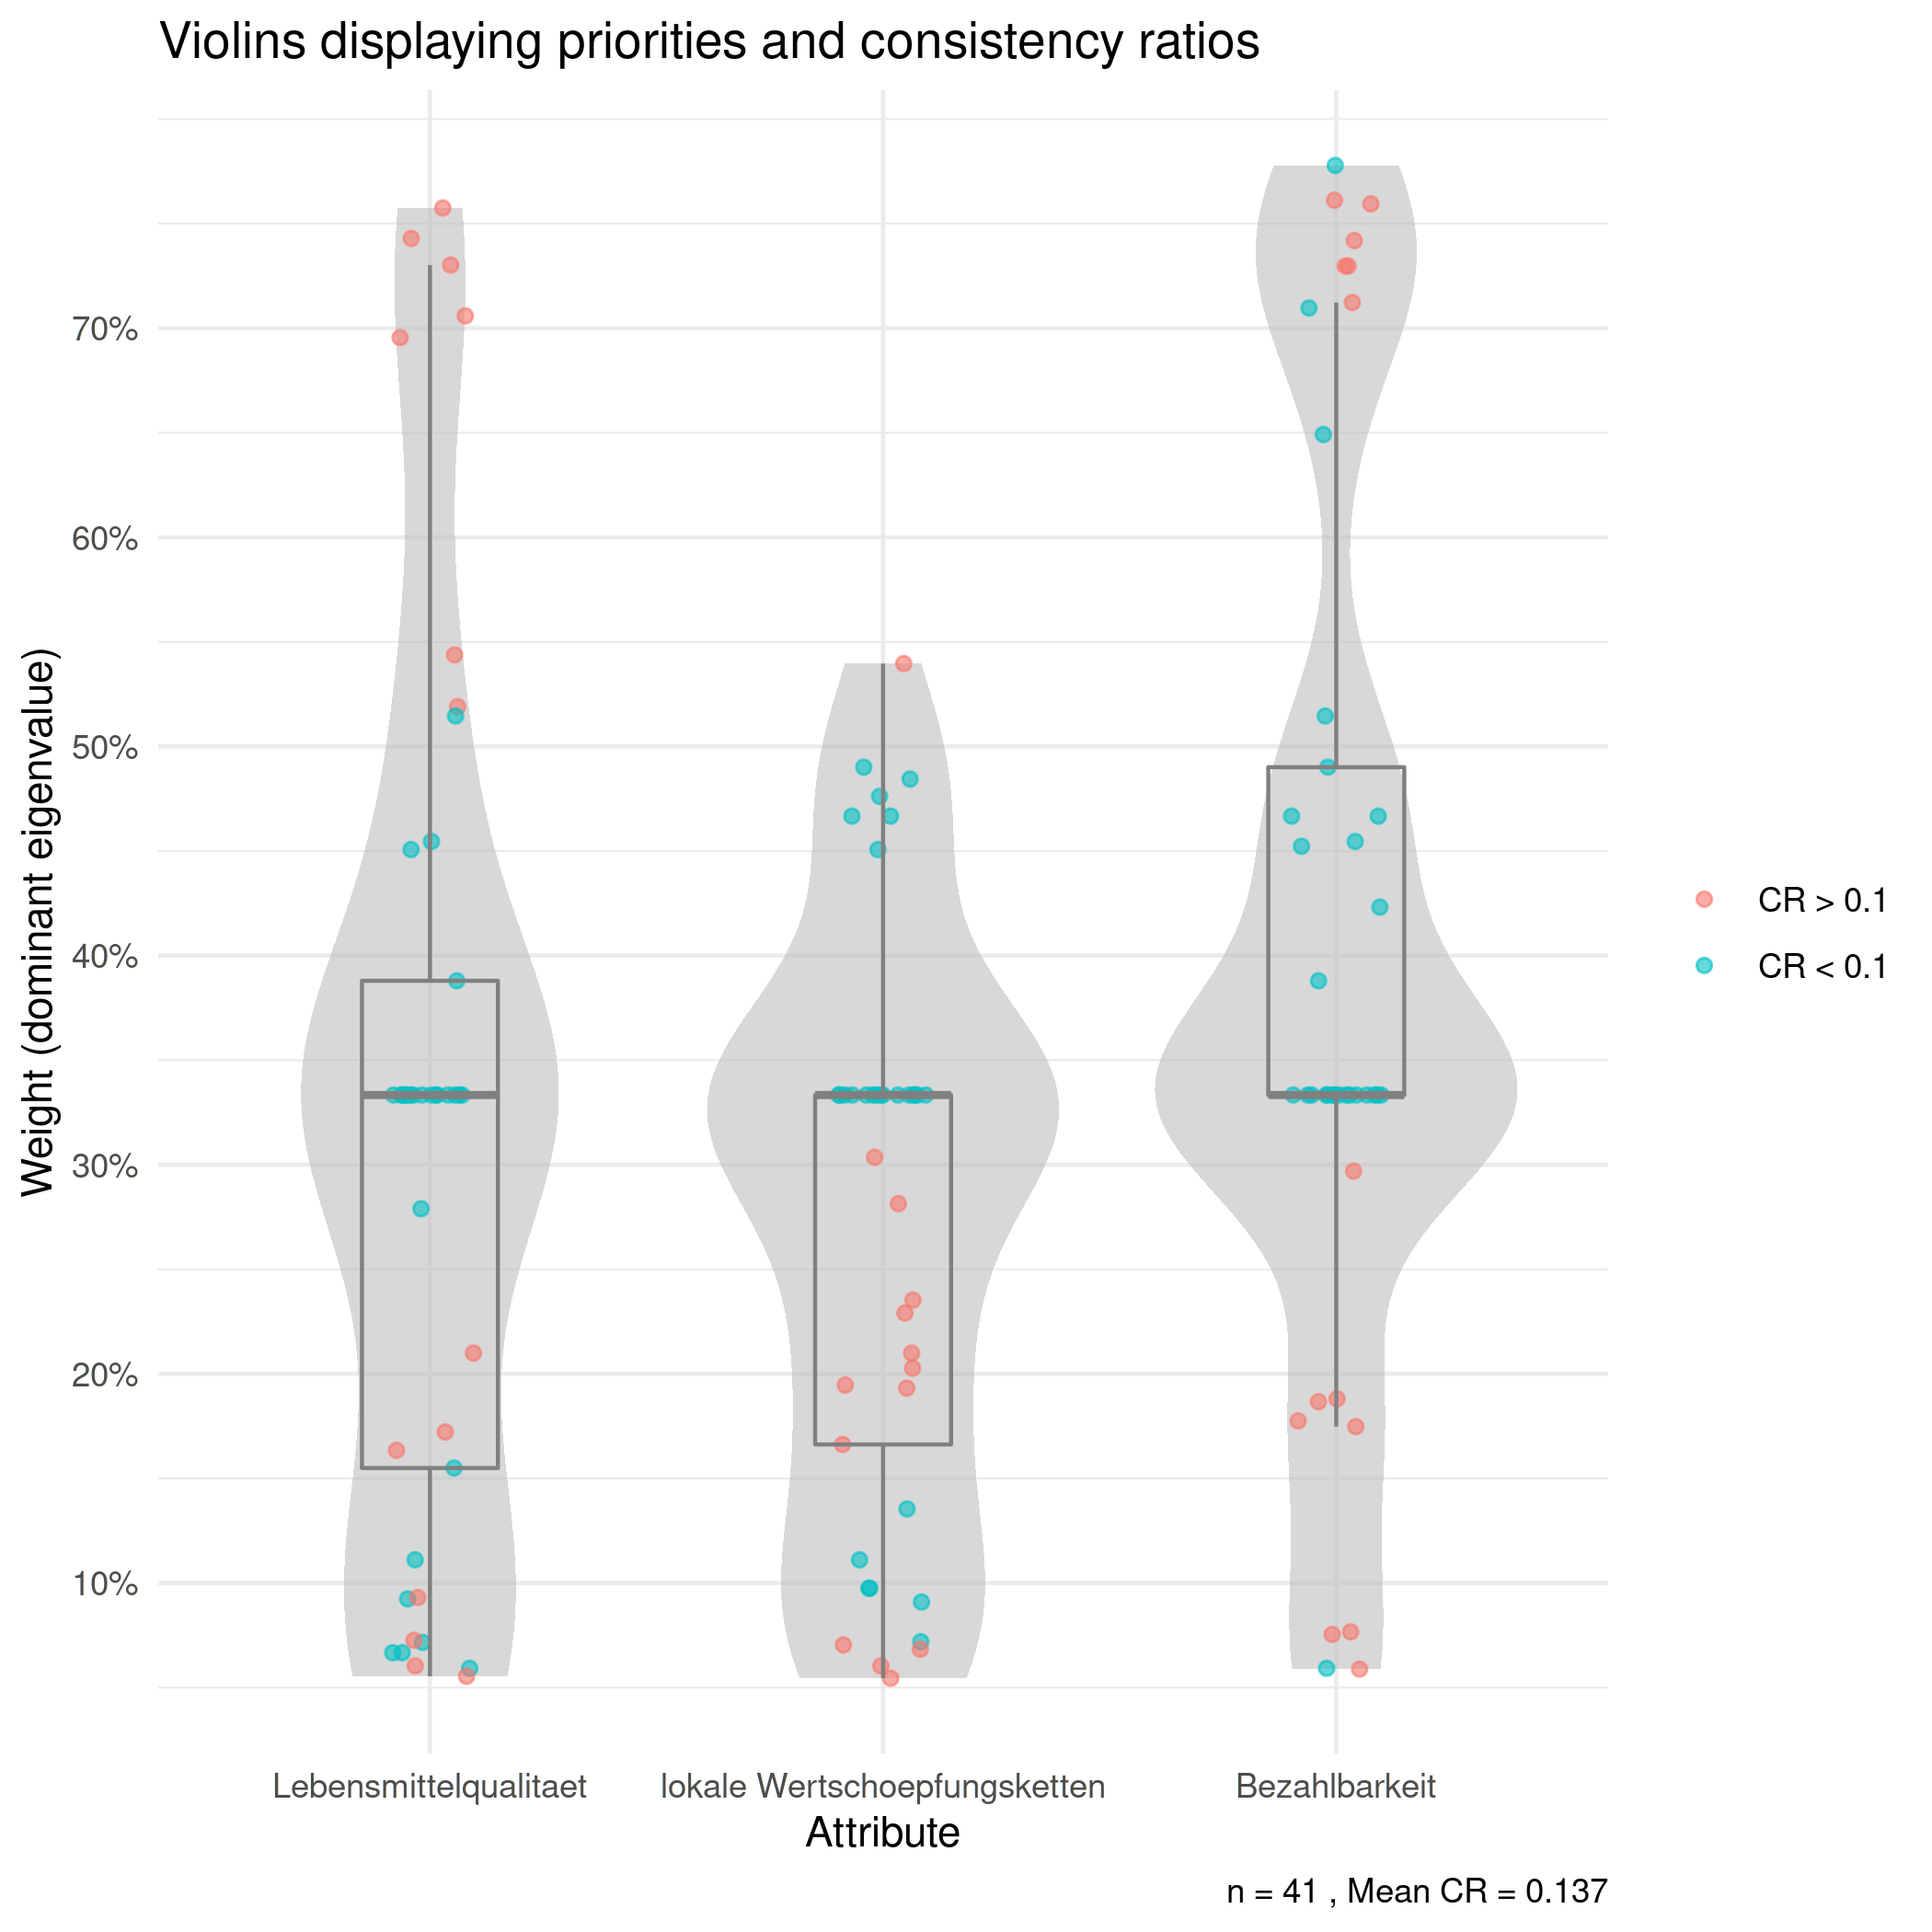 Violins displaying priorities and consistency ratios
Weight (dominant eigenvalue)
70%
60%
50%
40%
30%
20%
10%
CR > 0.1
CR < 0.1
Lebensmittelqualitaet
lokale Wertschoepfungsketten
Bezahlbarkeit
Attribute
n = 41 , Mean CR = 0.137